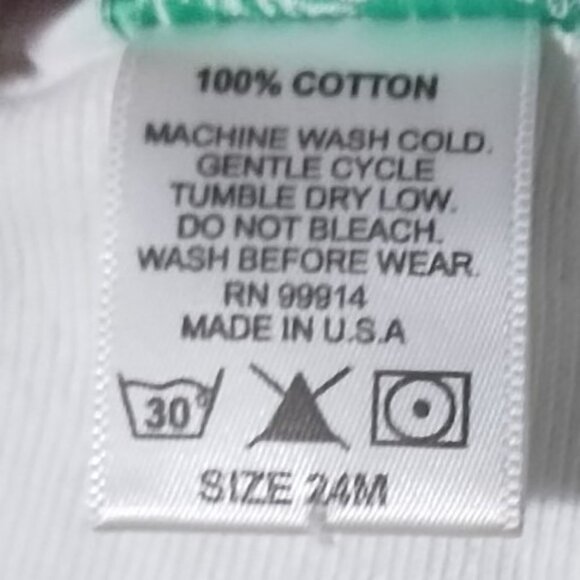 100% COTTON
MACHINE WASH COLD.
GENTLE CYCLE
TUMBLE DRY LOW.
DO NOT BLEACH.
WASH BEFORE WEAR.
RN 99914
MADE IN U.S.A
30°
SIZE 24M